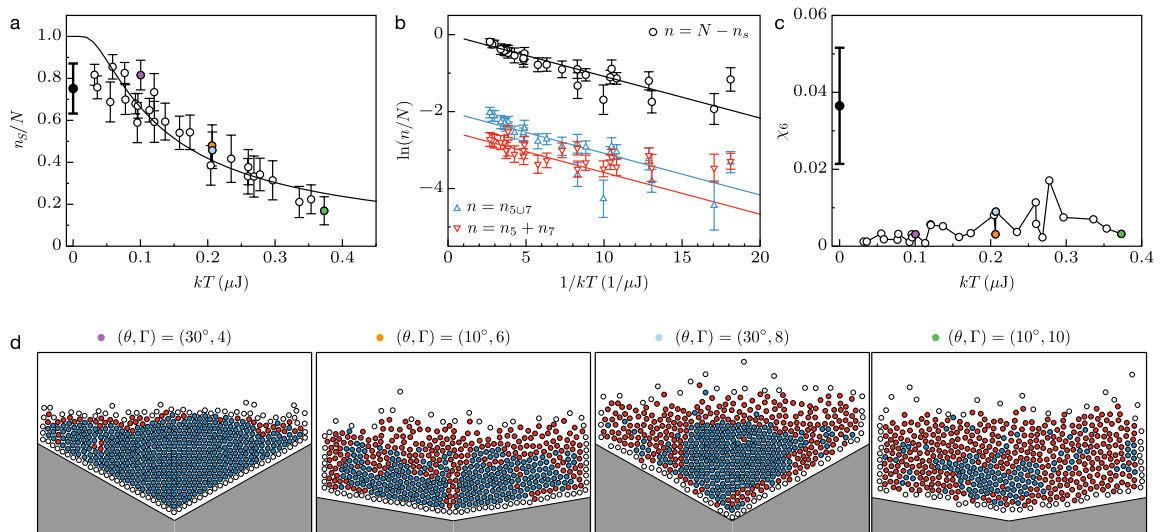 a
b
c
1.0
0.8
0.6
0.4
0.2
0
n_S/N
0
0.1
0.2
0.3
0.4
kT (μJ)
0
−2
−4
ln(n/N)
n = N − n_s
n = n_{5∪7}
n = n_5 + n_7
0
5
10
15
20
1/kT (1/μJ)
0.06
0.04
0.02
0
χ_6
0
0.1
0.2
0.3
0.4
kT (μJ)
d
(θ, Γ) = (30°, 4)
(θ, Γ) = (10°, 6)
(θ, Γ) = (30°, 8)
(θ, Γ) = (10°, 10)